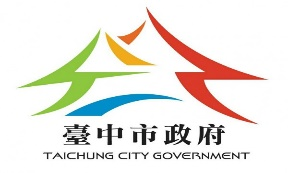 臺中市政府
TAICHUNG CITY GOVERNMENT